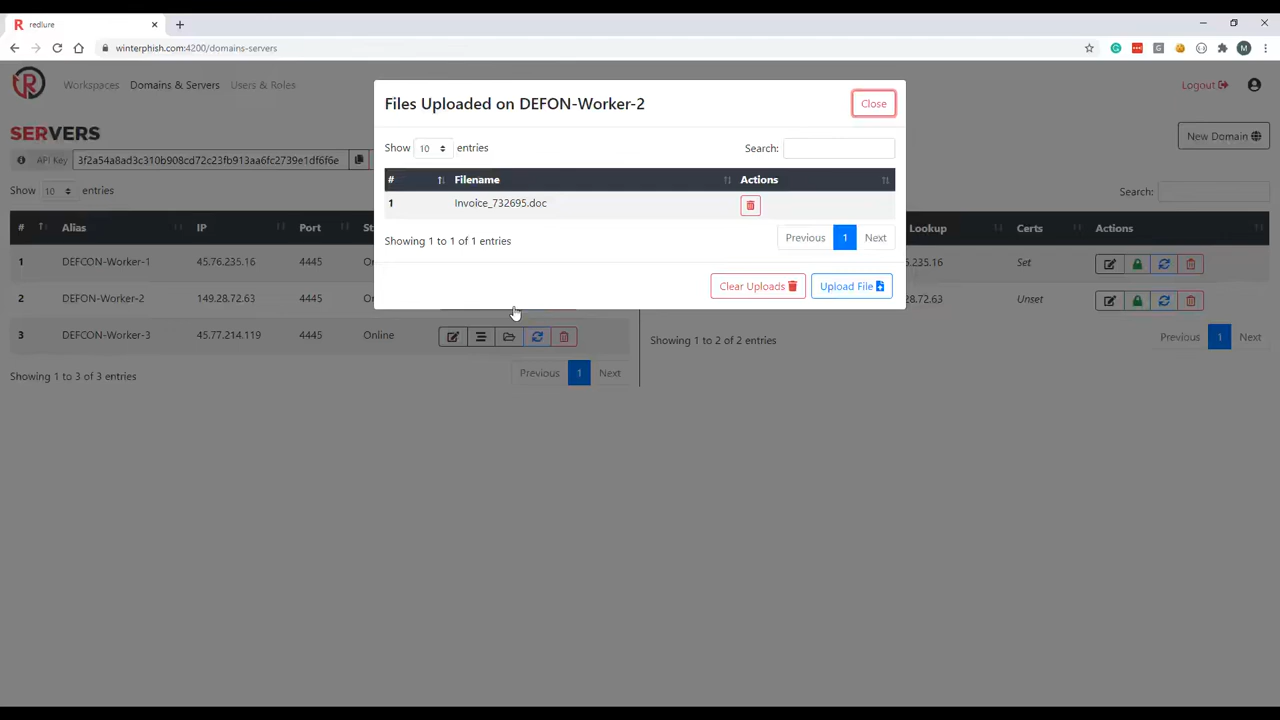 redlure
winterphish.com:4200/domains-servers
M
Workspaces Domains & Servers Users & Roles
Logout
Files Uploaded on DEFON-Worker-2
Close
SERVERS
New Domain
API Key 3f2a54a8ad3c310b908cd72c23fb913aa6fc2739e1df6f6e
Show 10 entries
Search:
Show 10 entries
Search:
# Filename Actions
1 Invoice_732695.doc
Showing 1 to 1 of 1 entries
Previous 1 Next
Clear Uploads Upload File
# Alias IP Port
Lookup Certs Actions
1 DEFCON-Worker-1 45.76.235.16 4445
Set
2 DEFON-Worker-2 149.28.72.63 4445
Unset
3 DEFCON-Worker-3 45.77.214.119 4445 Online
Showing 1 to 3 of 3 entries
Previous 1 Next
Showing 1 to 2 of 2 entries
Previous 1 Next